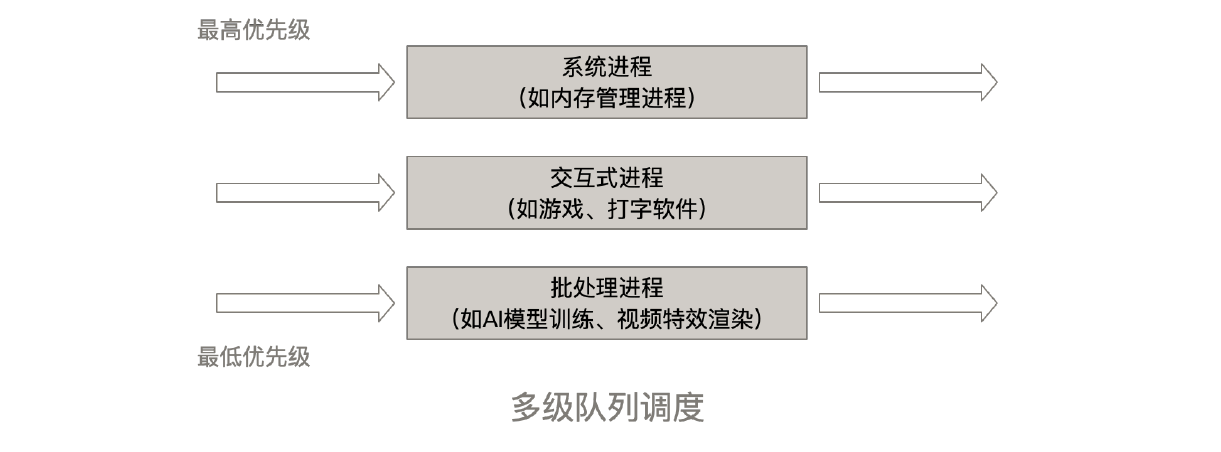 最高优先级
系统进程
（如内存管理进程）
交互式进程
（如游戏、打字软件）
批处理进程
（如AI模型训练、视频特效渲染）
最低优先级
多级队列调度